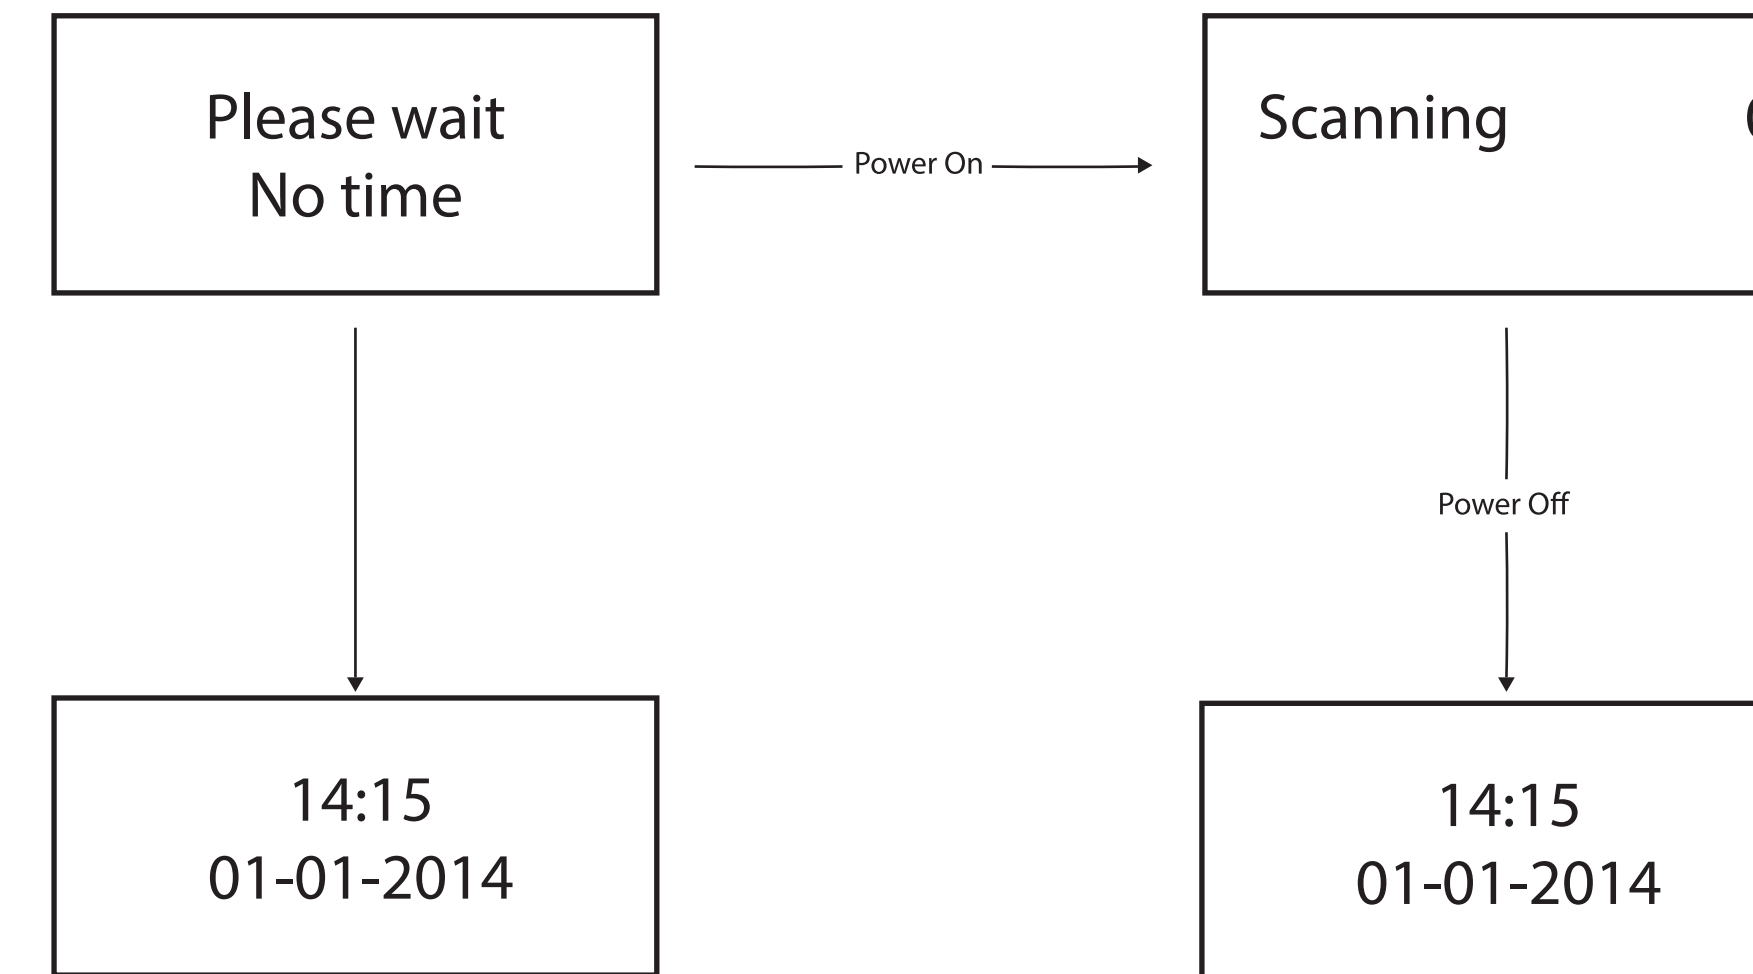 Please wait
No time
Power On
Scanning
Power Off
14:15
01-01-2014
14:15
01-01-2014